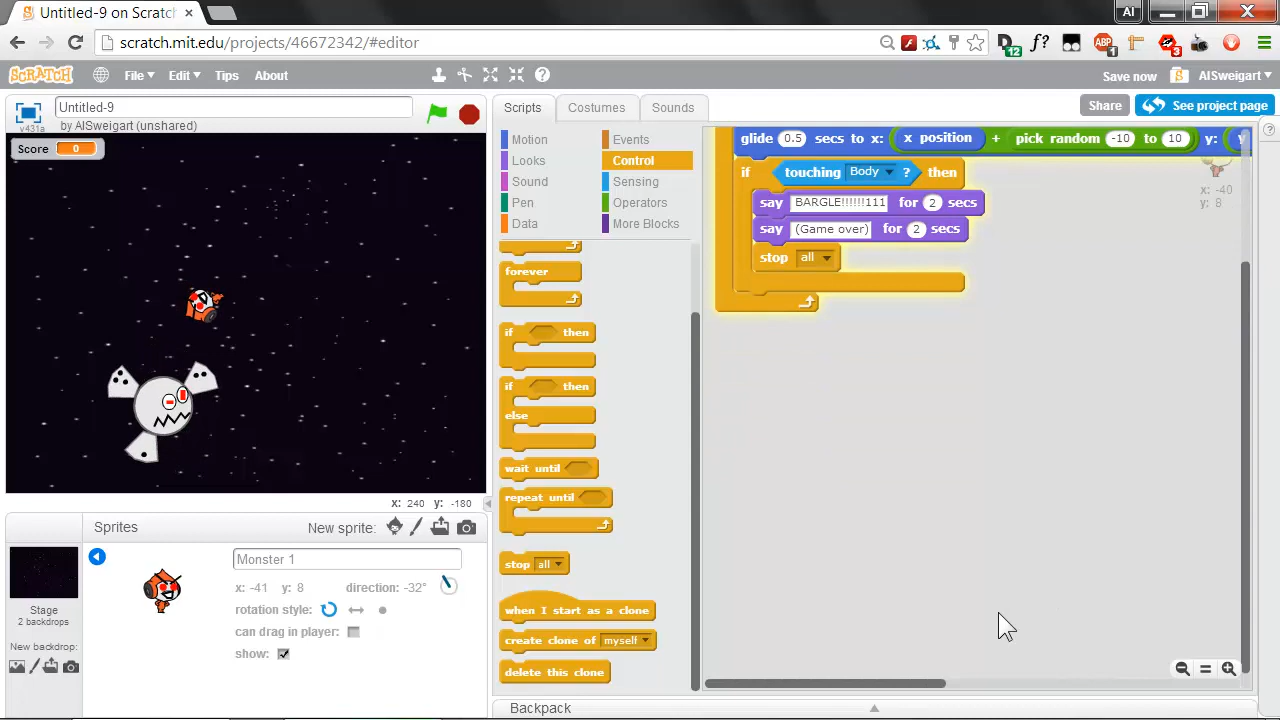 Untitled-9 on Scratch
AI
scratch.mit.edu/projects/46672342/#editor
12
f?
ABP
1
3
SCRATCH
File
Edit
Tips
About
Save now
AlSweigart
Untitled-9
by AlSweigart (unshared)
v431a
Scripts
Costumes
Sounds
Share
See project page
Score 0
Motion
Events
Looks
Control
Sound
Sensing
Pen
Operators
Data
More Blocks
forever
if then
if then
else
wait until
repeat until
stop all
when I start as a clone
create clone of myself
delete this clone
glide 0.5 secs to x: x position + pick random -10 to 10 y:
if touching Body ? then
say BARGLE!!!!!!111 for 2 secs
say (Game over) for 2 secs
stop all
x: -40
y: 8
x: 240 y: -180
Sprites
New sprite:
Stage
2 backdrops
New backdrop:
Monster 1
x: -41 y: 8 direction: -32°
rotation style:
can drag in player:
show:
Backpack